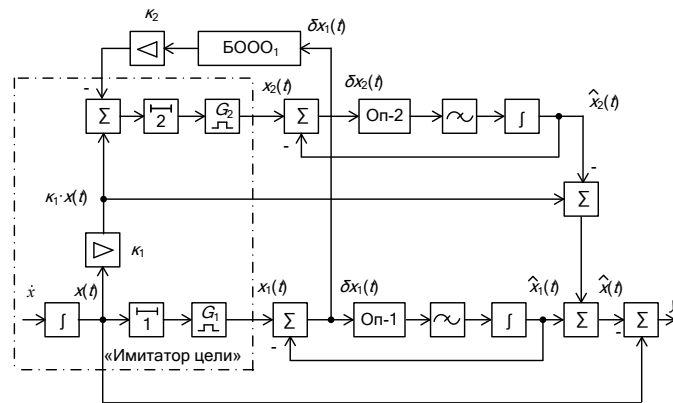 κ2
δx1(t)
БООО1
x2(t)
δx2(t)
x̂2(t)
-
Σ
2
G2
Σ
Оп-2
∫
-
-
κ1·x(t)
Σ
κ1
ẋ
x(t)
x1(t)
δx1(t)
x̂1(t)
x̂(t)
∫
1
G1
Σ
Оп-1
∫
Σ
-
Σ
-
«Имитатор цели»